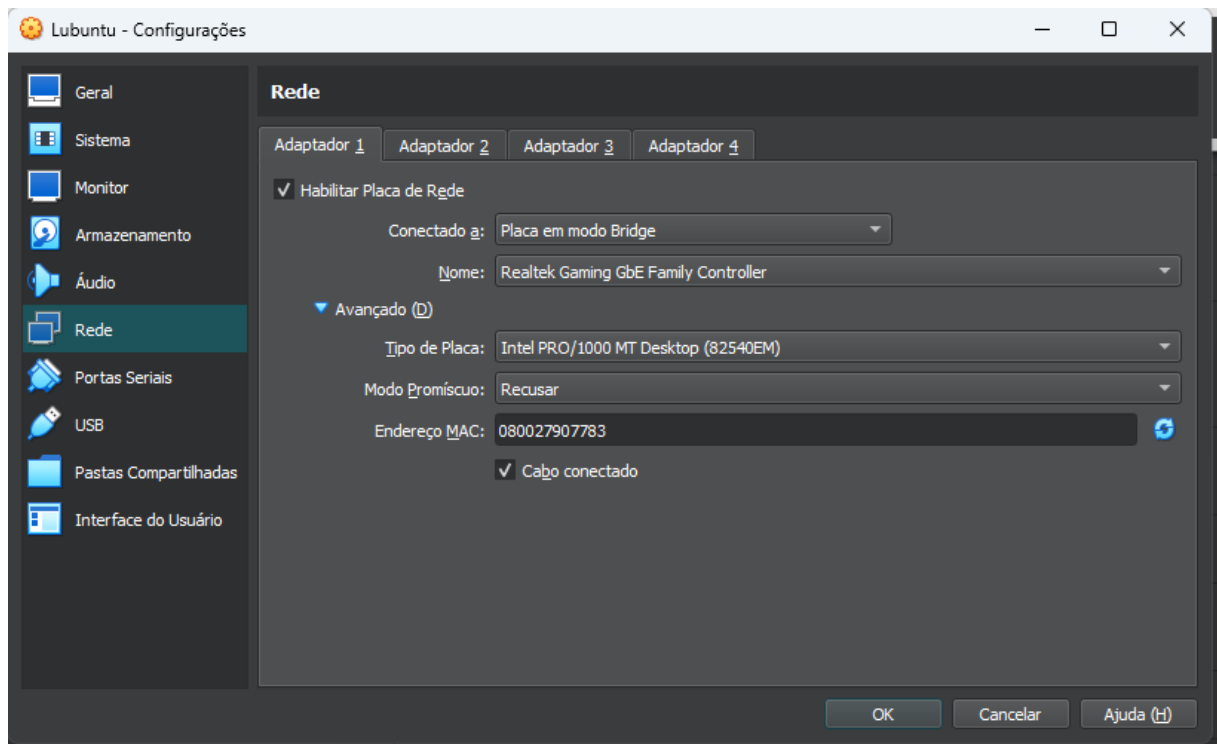 Lubuntu - Configurações
Geral
Sistema
Monitor
Armazenamento
Áudio
Rede
Portas Seriais
USB
Pastas Compartilhadas
Interface do Usuário
Rede
Adaptador 1 Adaptador 2 Adaptador 3 Adaptador 4
Habilitar Placa de Rede
Conectado a: Placa em modo Bridge
Nome: Realtek Gaming GbE Family Controller
Avançado (D)
Tipo de Placa: Intel PRO/1000 MT Desktop (82540EM)
Modo Promíscuo: Recusar
Endereço MAC: 080027907783
Cabo conectado
OK Cancelar Ajuda (H)